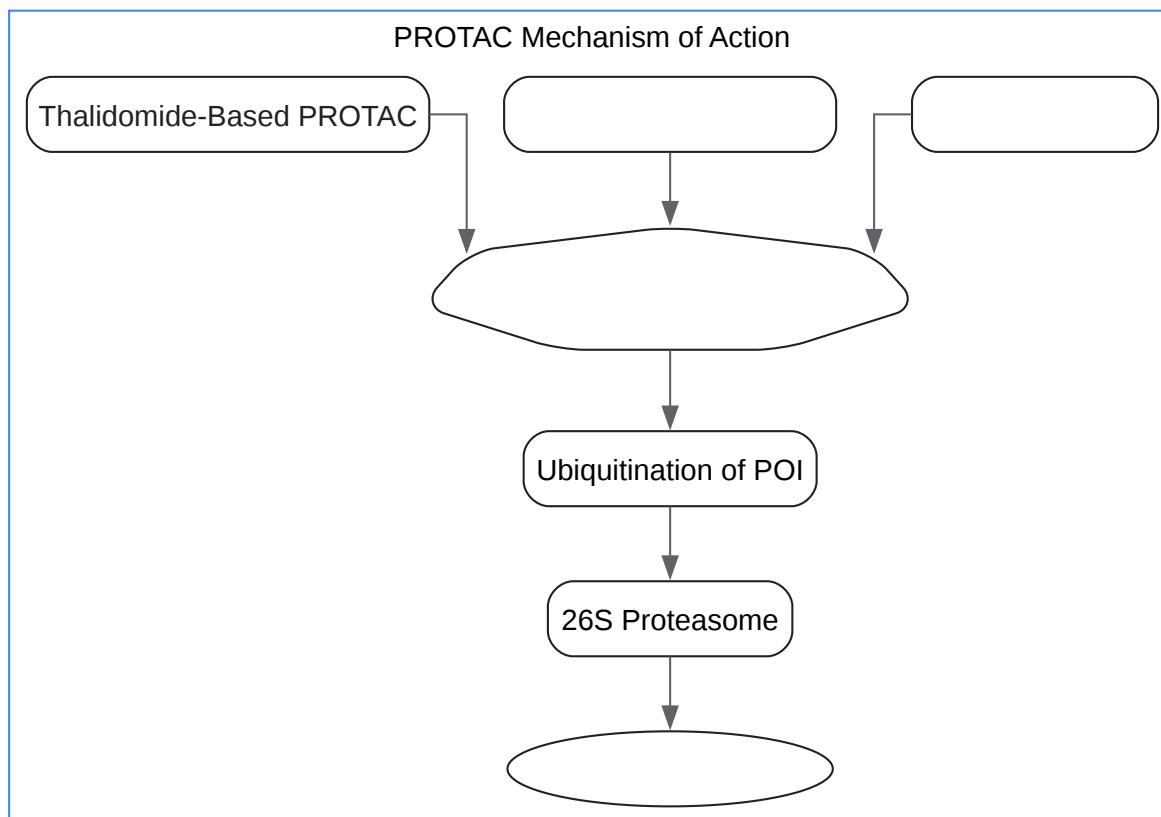 PROTAC Mechanism of Action
Thalidomide-Based PROTAC
Ubiquitination of POI
26S Proteasome